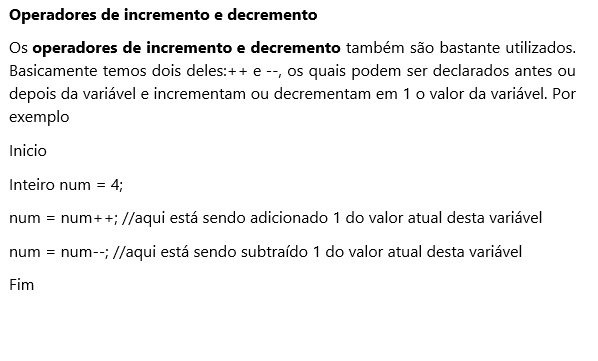 Operadores de incremento e decremento
Os operadores de incremento e decremento também são bastante utilizados.
Basicamente temos dois deles:++ e --, os quais podem ser declarados antes ou
depois da variável e incrementam ou decrementam em 1 o valor da variável. Por
exemplo
Inicio
Inteiro num = 4;
num = num++; //aqui está sendo adicionado 1 do valor atual desta variável
num = num--; //aqui está sendo subtraído 1 do valor atual desta variável
Fim